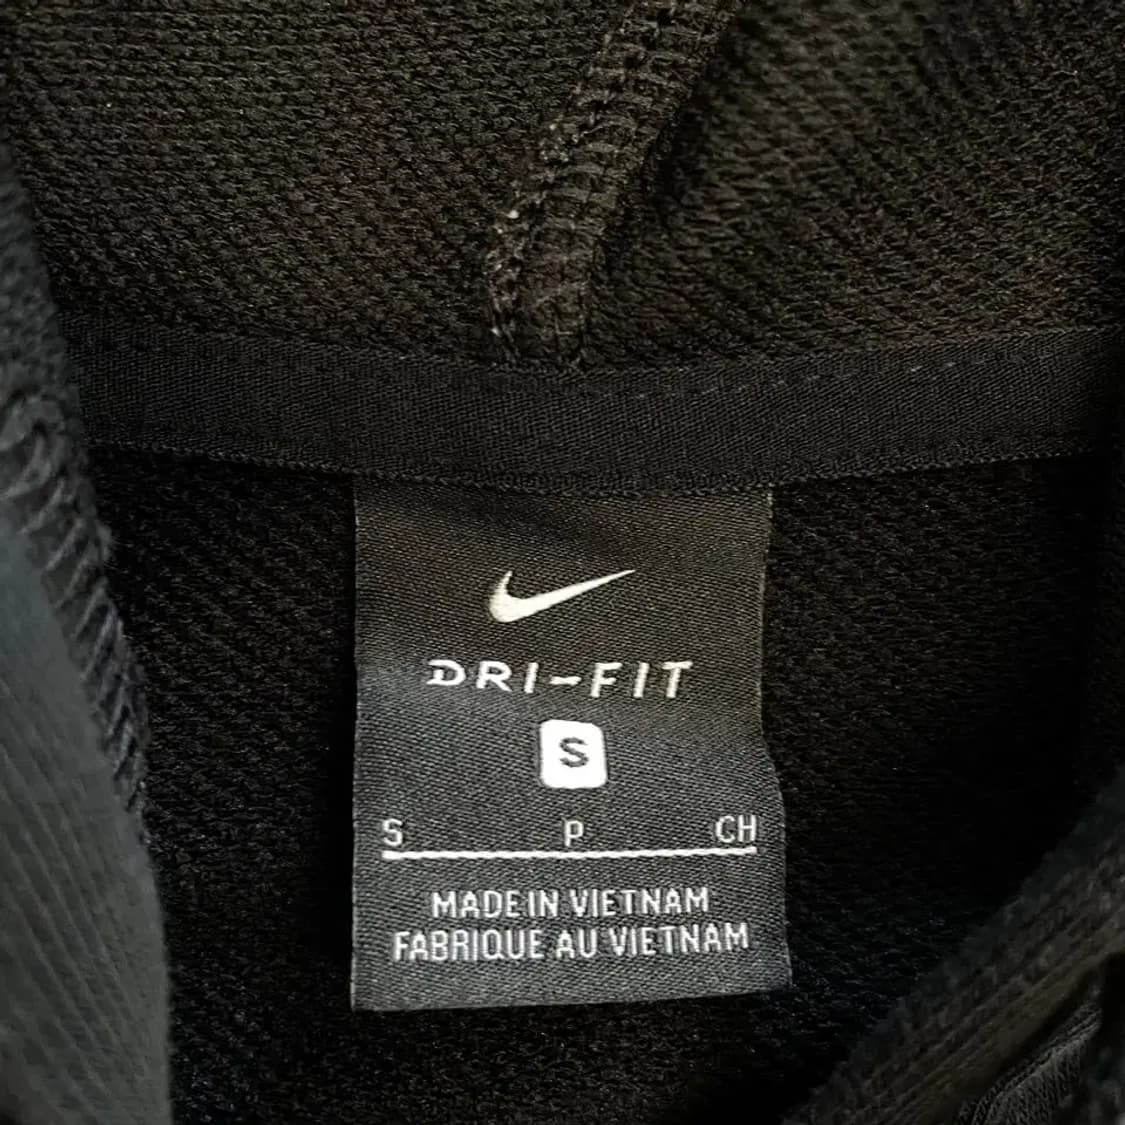 DRI-FIT
S
S P CH
MADE IN VIETNAM
FABRIQUE AU VIETNAM